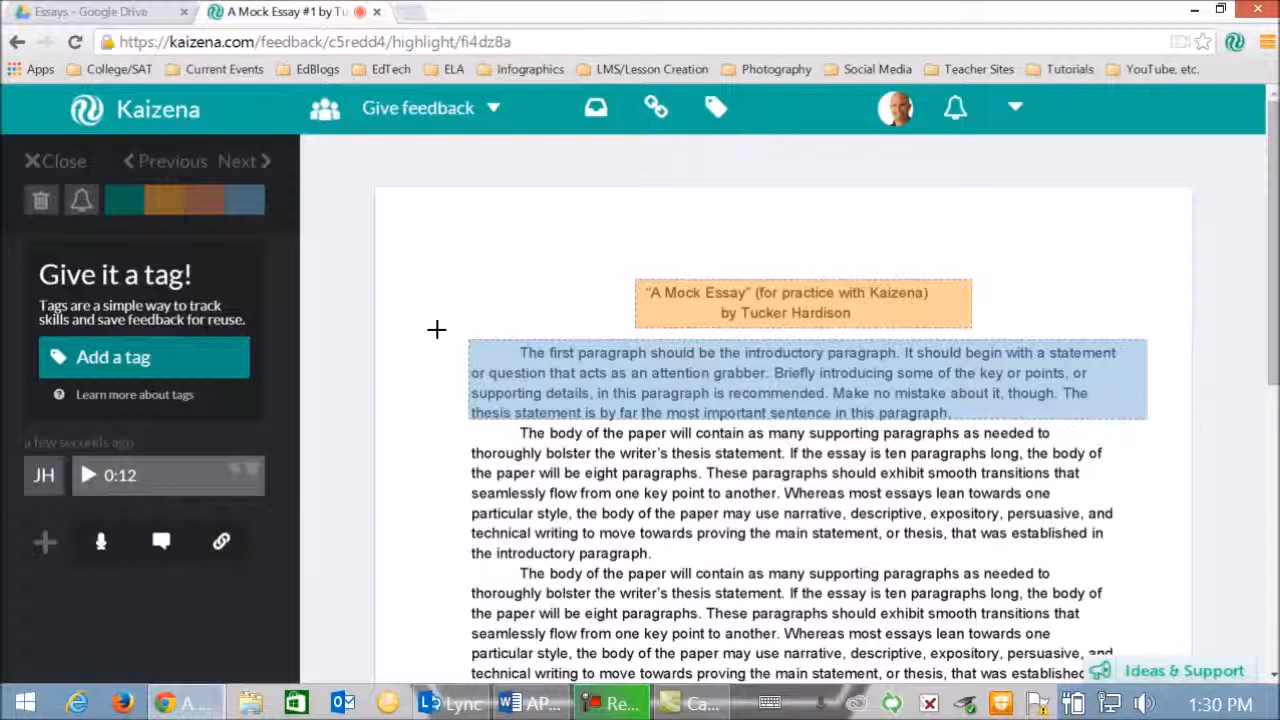 Essays - Google Drive
A Mock Essay #1 by Tu
https://kaizena.com/feedback/c5redd4/highlight/fi4dz8a
Apps College/SAT Current Events EdBlogs EdTech ELA Infographics LMS/Lesson Creation Photography Social Media Teacher Sites Tutorials YouTube, etc.
Kaizena Give feedback
Close Previous Next
Give it a tag!
Tags are a simple way to track
skills and save feedback for reuse.
Add a tag
Learn more about tags
a few seconds ago
JH 0:12
“A Mock Essay” (for practice with Kaizena)
by Tucker Hardison
The first paragraph should be the introductory paragraph. It should begin with a statement
or question that acts as an attention grabber. Briefly introducing some of the key or points, or
supporting details, in this paragraph is recommended. Make no mistake about it, though. The
thesis statement is by far the most important sentence in this paragraph.
The body of the paper will contain as many supporting paragraphs as needed to
thoroughly bolster the writer's thesis statement. If the essay is ten paragraphs long, the body of
the paper will be eight paragraphs. These paragraphs should exhibit smooth transitions that
seamlessly flow from one key point to another. Whereas most essays lean towards one
particular style, the body of the paper may use narrative, descriptive, expository, persuasive, and
technical writing to move towards proving the main statement, or thesis, that was established in
the introductory paragraph.
The body of the paper will contain as many supporting paragraphs as needed to
thoroughly bolster the writer's thesis statement. If the essay is ten paragraphs long, the body of
the paper will be eight paragraphs. These paragraphs should exhibit smooth transitions that
seamlessly flow from one key point to another. Whereas most essays lean towards one
particular style, the body of the paper may use narrative, descriptive, expository, persuasive, and
technical writing to move towards proving the main statement, or thesis, that was established
Ideas & Support
A... Lync AP... Re... Ca... 1:30 PM